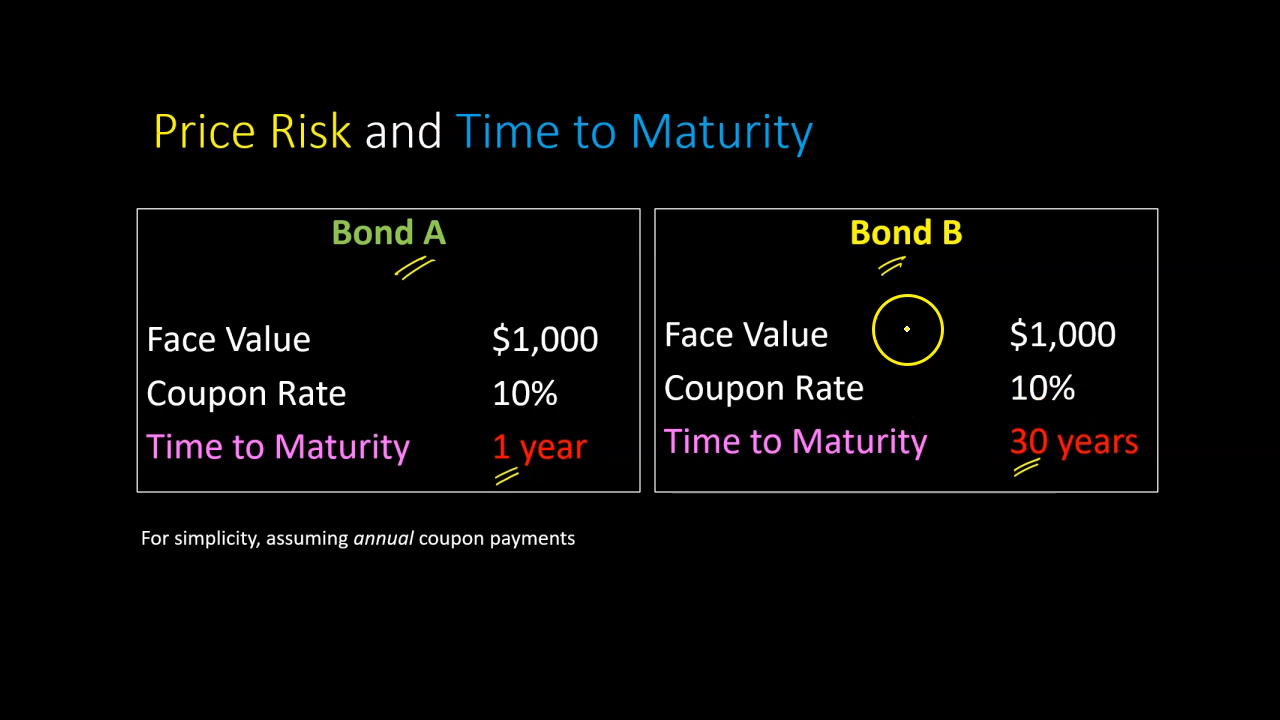 Price Risk and Time to Maturity
Bond A
Face Value $1,000
Coupon Rate 10%
Time to Maturity 1 year
Bond B
Face Value $1,000
Coupon Rate 10%
Time to Maturity 30 years
For simplicity, assuming annual coupon payments